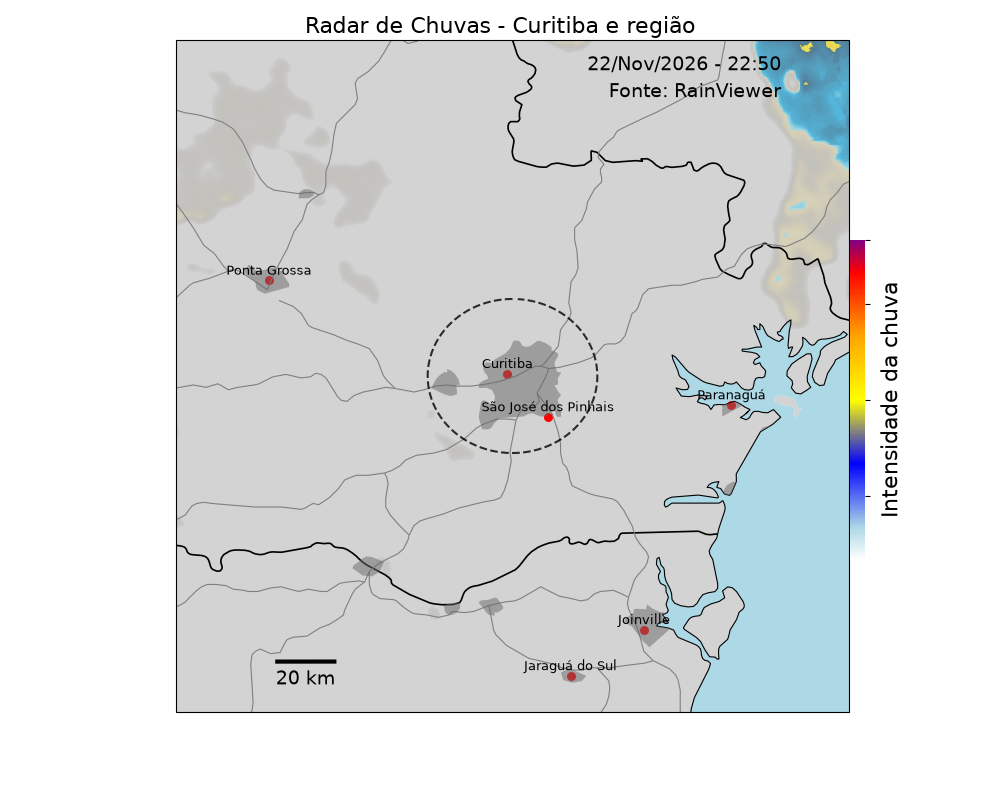 Radar de Chuvas - Curitiba e região
22/Nov/2026 - 22:50
Fonte: RainViewer
Ponta Grossa
Curitiba
São José dos Pinhais
Paranaguá
Intensidade da chuva
Joinville
Jaraguá do Sul
20 km